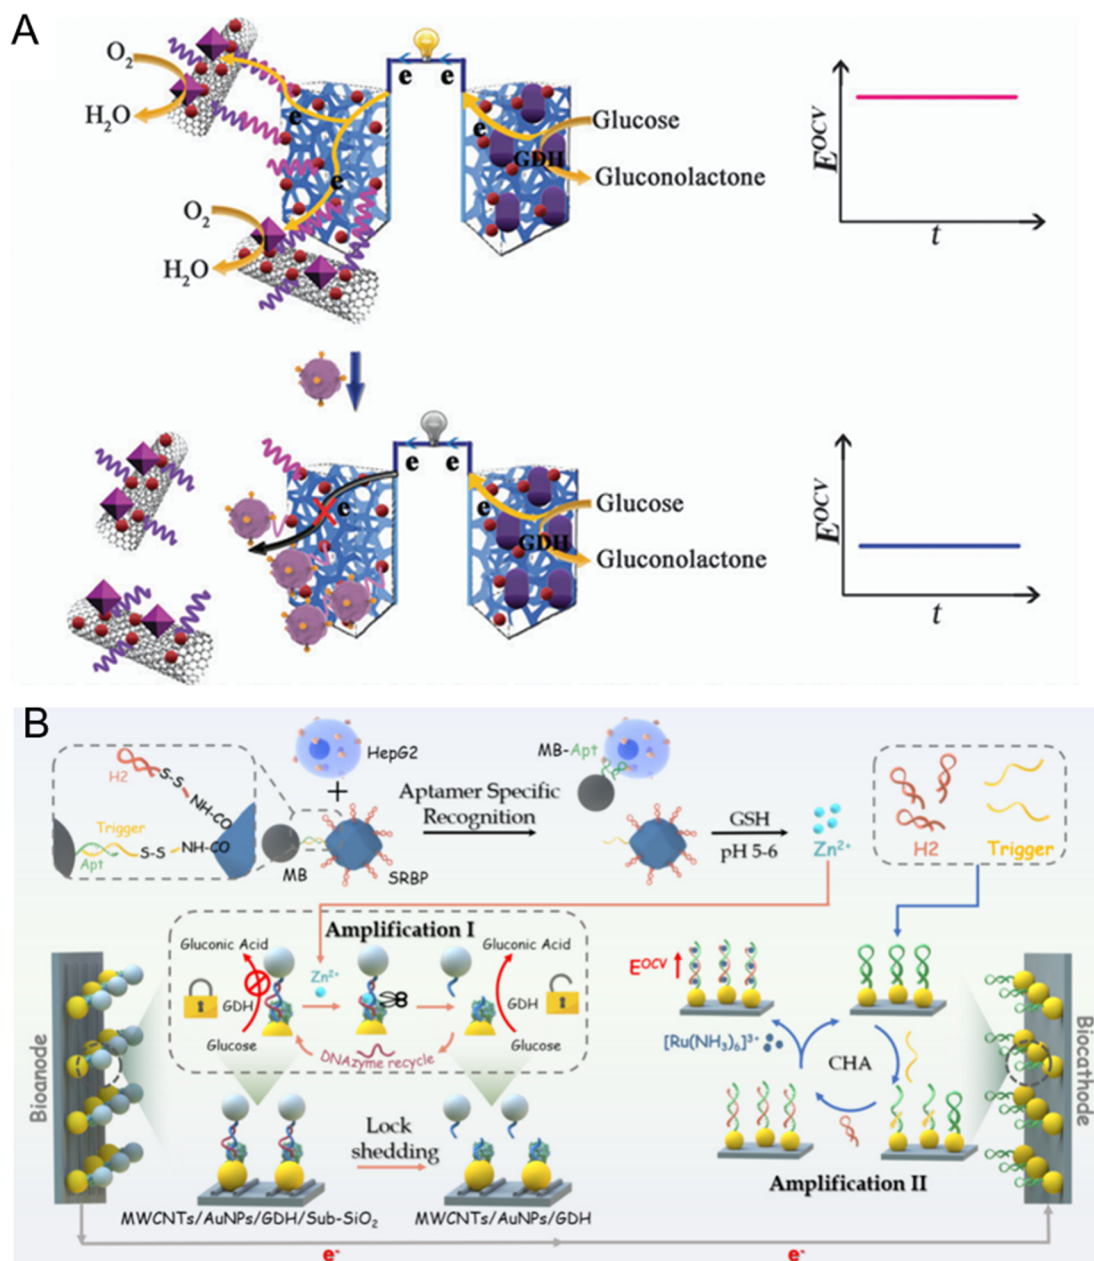 A
O₂
H₂O
e
e
e
e
e
Glucose
GDH
Gluconolactone
E^OCV
t
O₂
H₂O
e
e
e
e
Glucose
GDH
Gluconolactone
E^OCV
t
B
H2
S-S
NH-CO
Trigger
Apt
S-S
NH-CO
HepG2
+
MB
SRBP
Aptamer Specific
Recognition
MB-Apt
GSH
pH 5-6
Zn²⁺
H2
Trigger
Amplification I
Gluconic Acid
GDH
Glucose
Zn²⁺
DNAzyme recycle
Gluconic Acid
GDH
Glucose
Bioanode
Lock
shedding
MWCNTs/AuNPs/GDH/Sub-SiO₂
MWCNTs/AuNPs/GDH
E^OCV
[Ru(NH₃)₆]³⁺
CHA
Amplification II
Biocathode
e⁻
e⁻